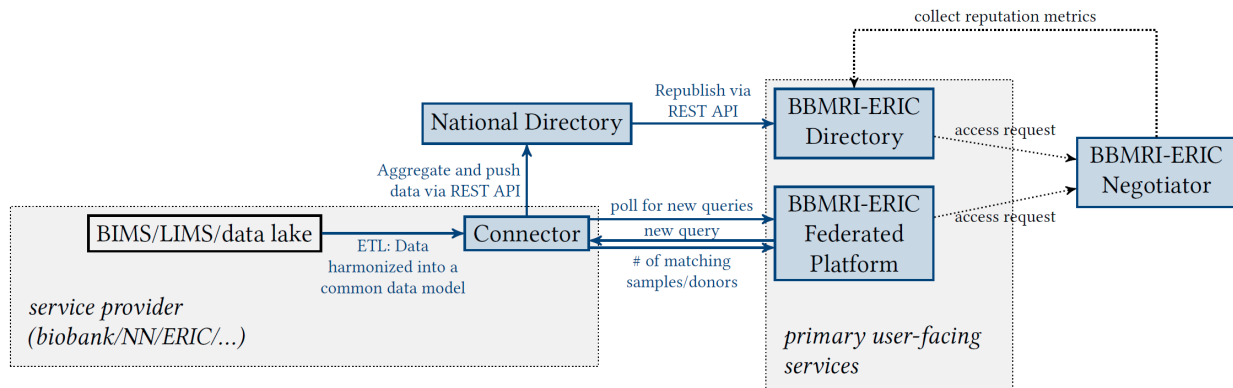 collect reputation metrics
Republish via
REST API
BBMRI-ERIC
Directory
National Directory
access request
BBMRI-ERIC
Negotiator
Aggregate and push
data via REST API
poll for new queries
BBMRI-ERIC
Federated
Platform
access request
BIMS/LIMS/data lake
Connector
new query
ETL: Data
harmonized into a
common data model
# of matching
samples/donors
service provider
(biobank/NN/ERIC/...)
primary user-facing
services